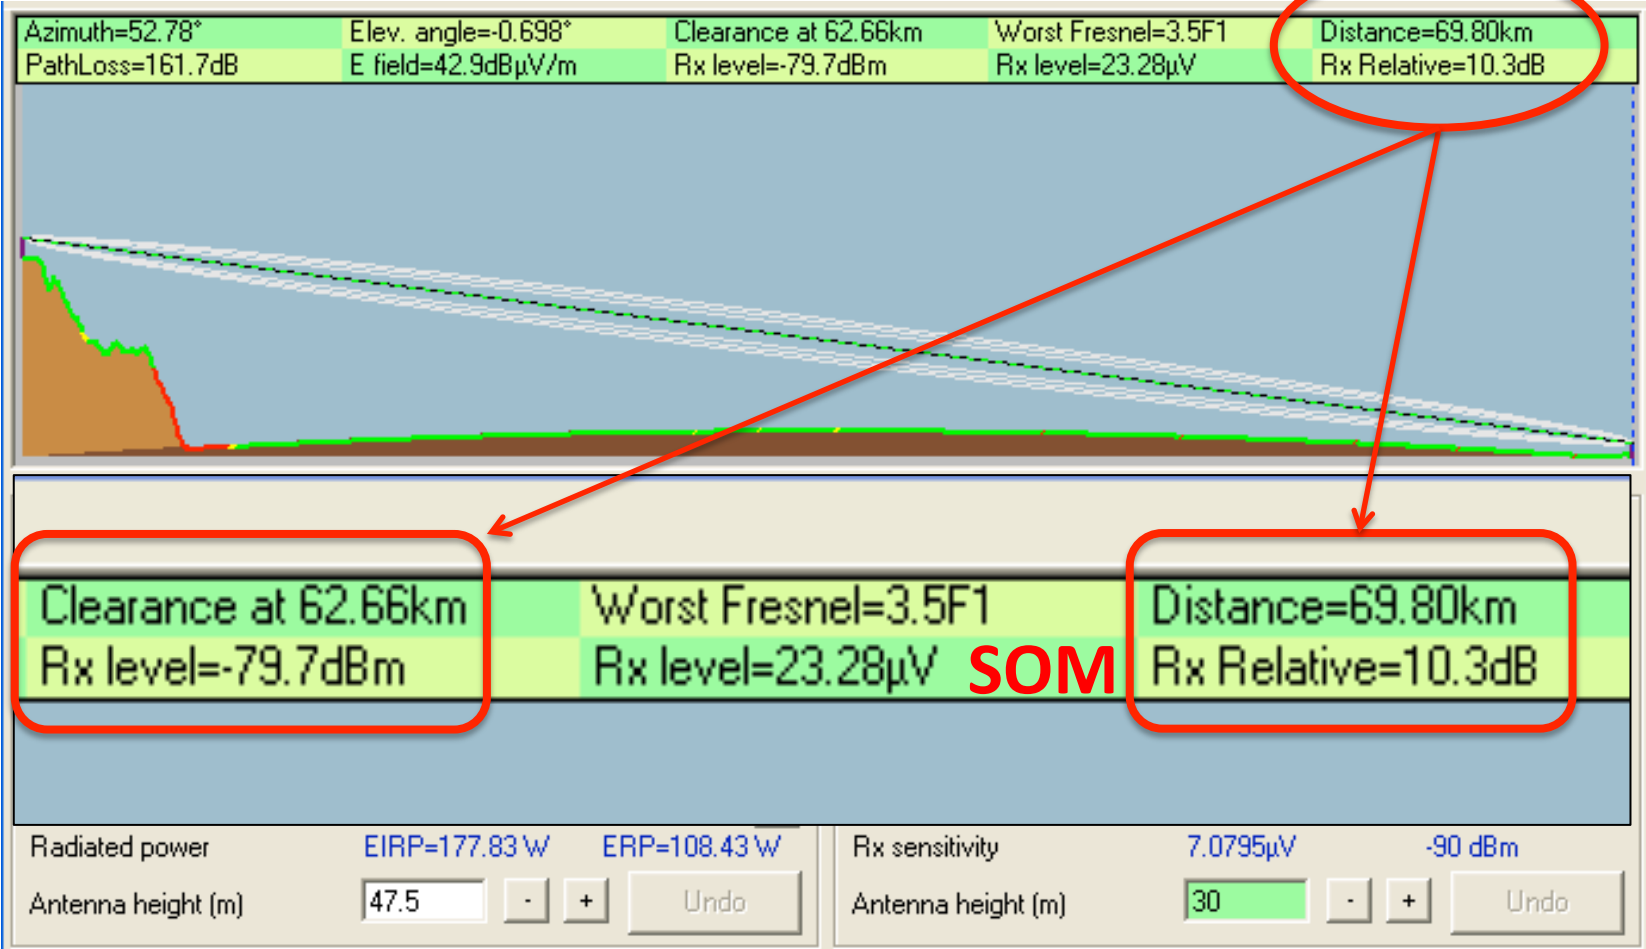 Azimuth=52.78° Elev. angle=-0.698° Clearance at 62.66km Worst Fresnel=3.5F1 Distance=69.80km
PathLoss=161.7dB E field=42.9dBµV/m Rx level=-79.7dBm Rx level=23.28µV Rx Relative=10.3dB
Clearance at 62.66km Worst Fresnel=3.5F1 Distance=69.80km
Rx level=-79.7dBm Rx level=23.28µV SOM Rx Relative=10.3dB
Radiated power EIRP=177.83 W ERP=108.43 W Rx sensitivity 7.0795µV -90 dBm
Antenna height (m) 47.5 - + Undo Antenna height (m) 30 - + Undo